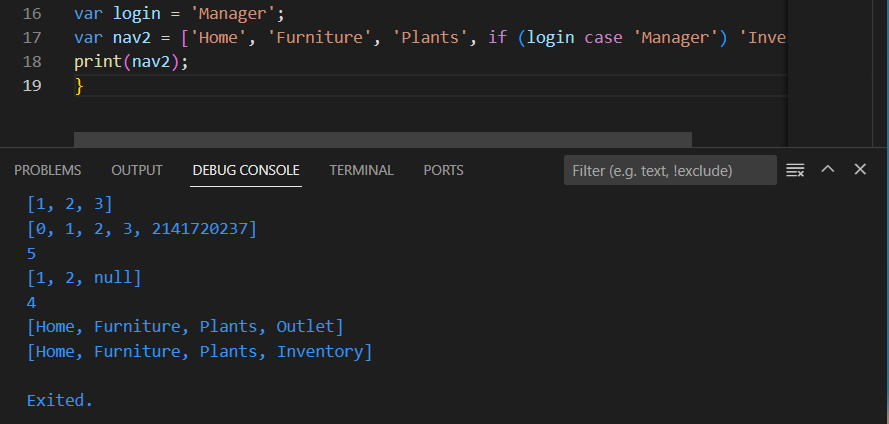 16 var login = 'Manager';
17 var nav2 = ['Home', 'Furniture', 'Plants', if (login case 'Manager') 'Inve
18 print(nav2);
19 }
PROBLEMS OUTPUT DEBUG CONSOLE TERMINAL PORTS Filter (e.g. text, !exclude)
[1, 2, 3]
[0, 1, 2, 3, 2141720237]
5
[1, 2, null]
4
[Home, Furniture, Plants, Outlet]
[Home, Furniture, Plants, Inventory]
Exited.